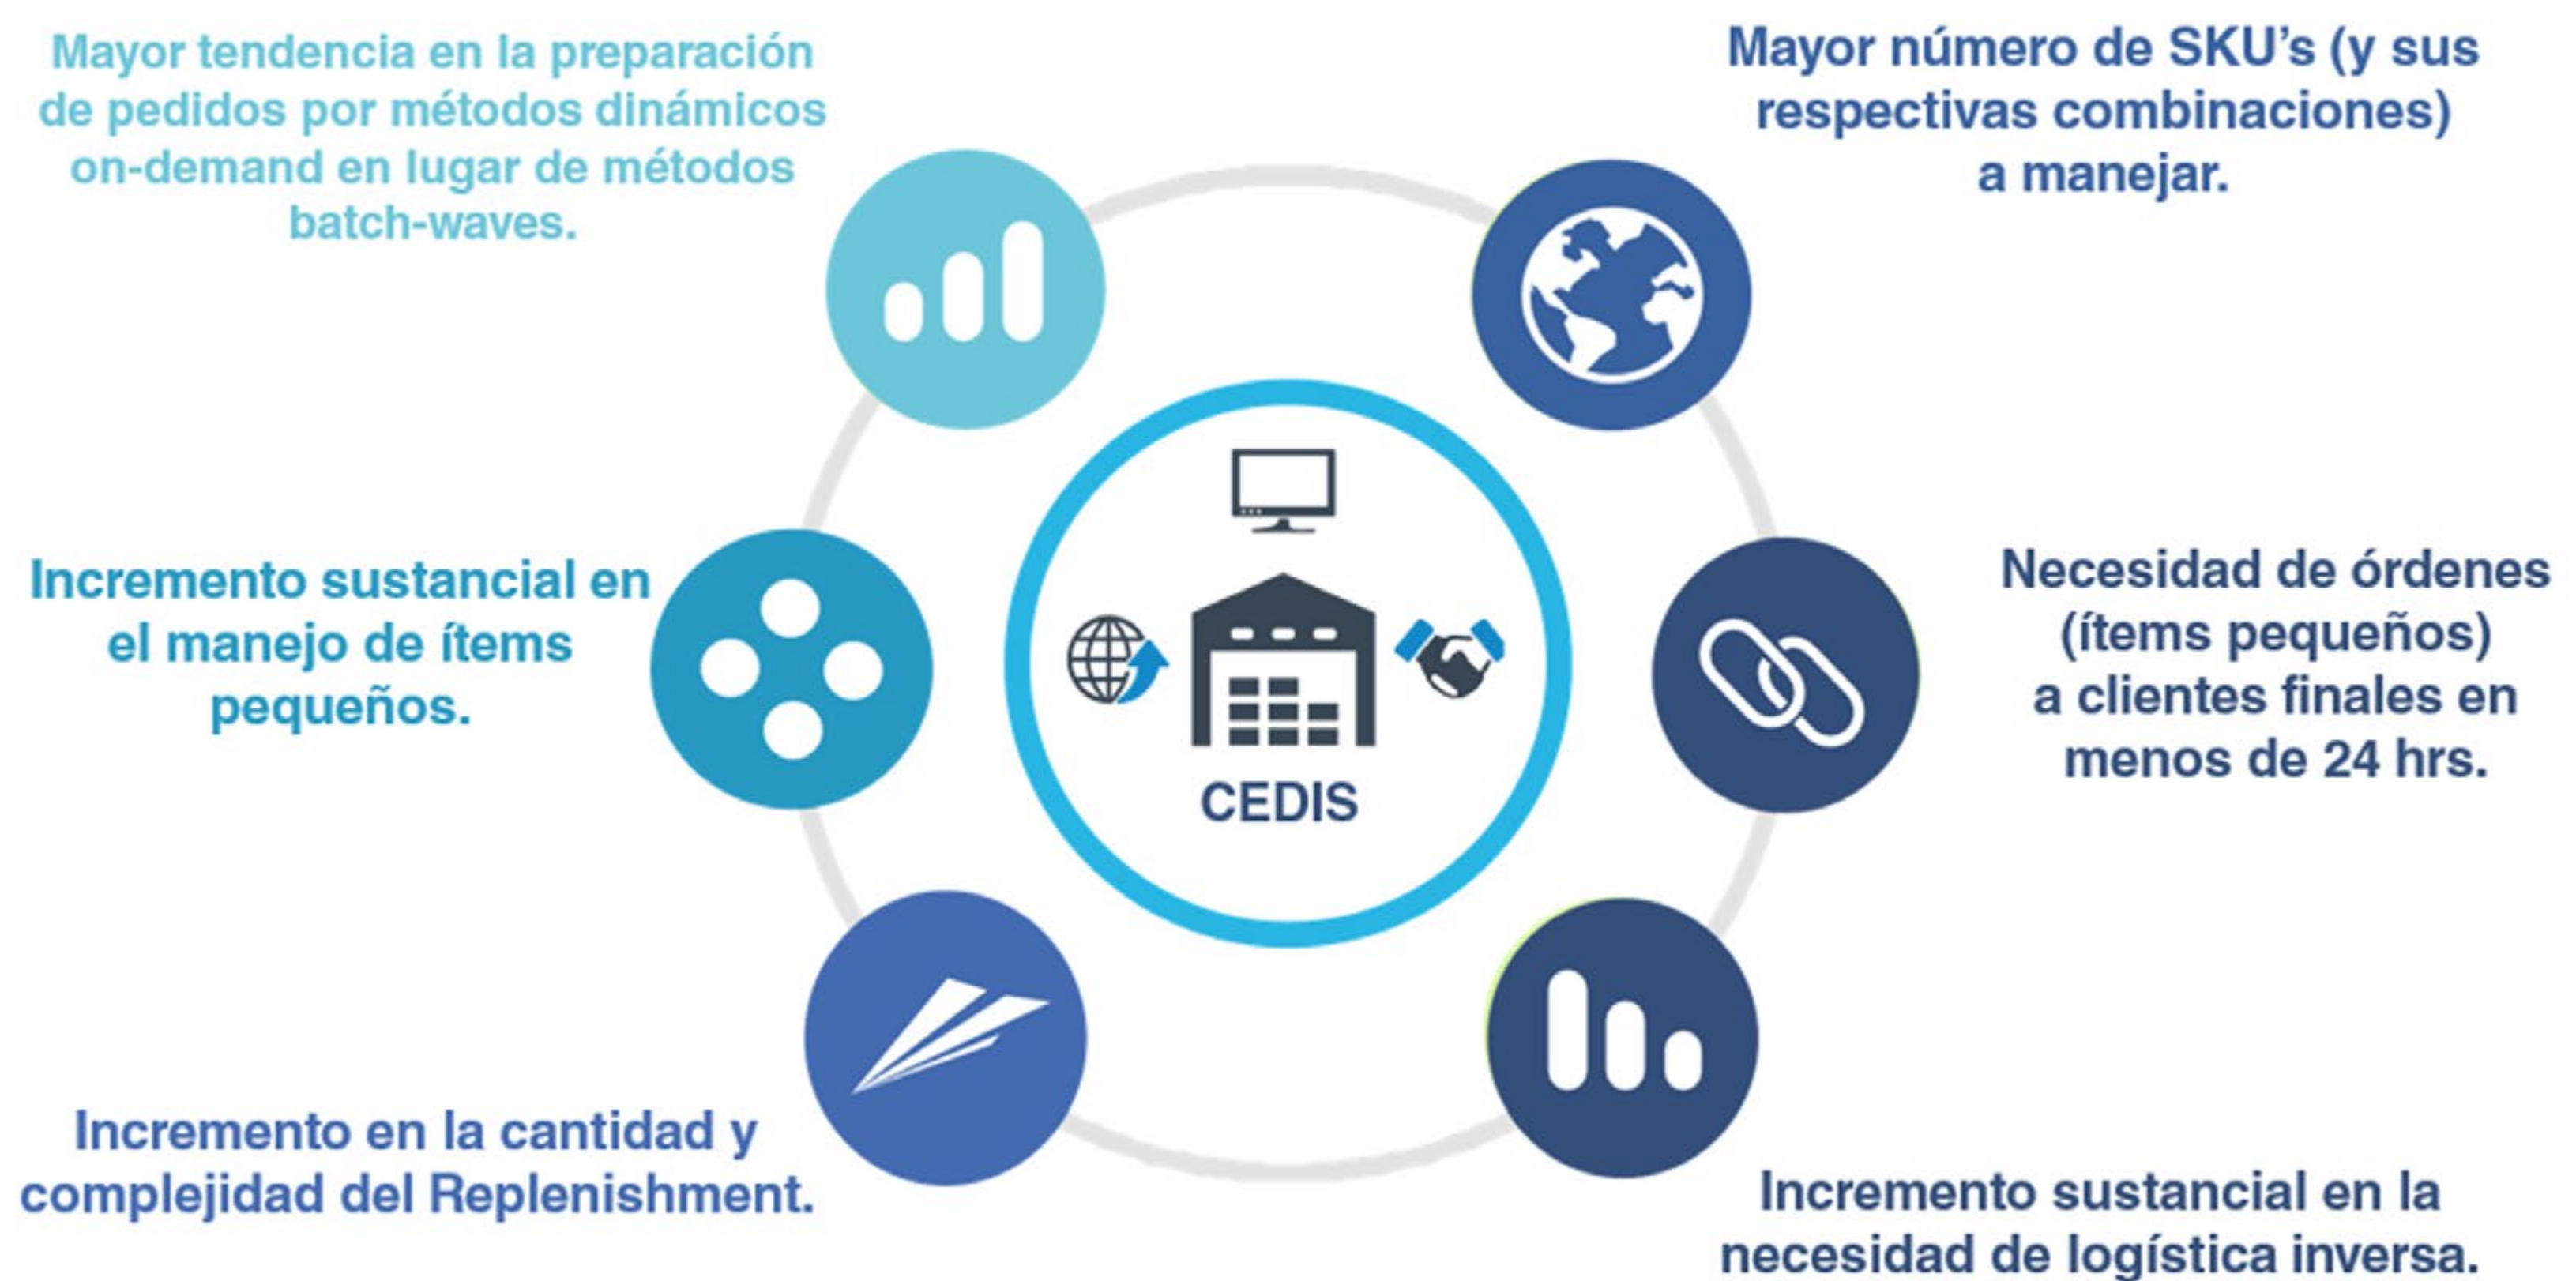 Mayor tendencia en la preparación
de pedidos por métodos dinámicos
on-demand en lugar de métodos
batch-waves.
Mayor número de SKU's (y sus
respectivas combinaciones)
a manejar.
Incremento sustancial en
el manejo de ítems
pequeños.
CEDIS
Necesidad de órdenes
(ítems pequeños)
a clientes finales en
menos de 24 hrs.
Incremento en la cantidad y
complejidad del Replenishment.
Incremento sustancial en la
necesidad de logística inversa.